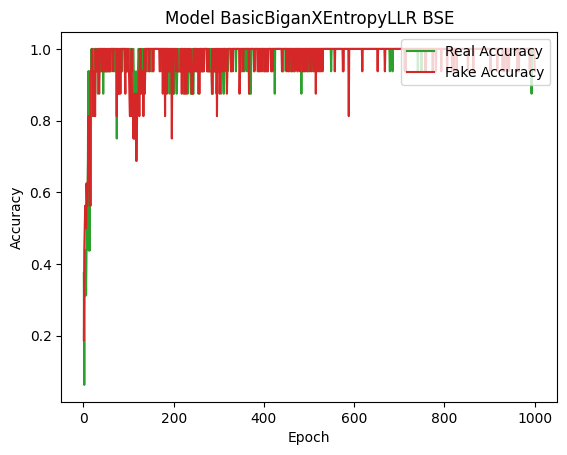 Model BasicBiganXEntropyLLR BSE
Real Accuracy
Fake Accuracy
1.0
0.8
0.6
0.4
0.2
Accuracy
0
200
400
600
800
1000
Epoch